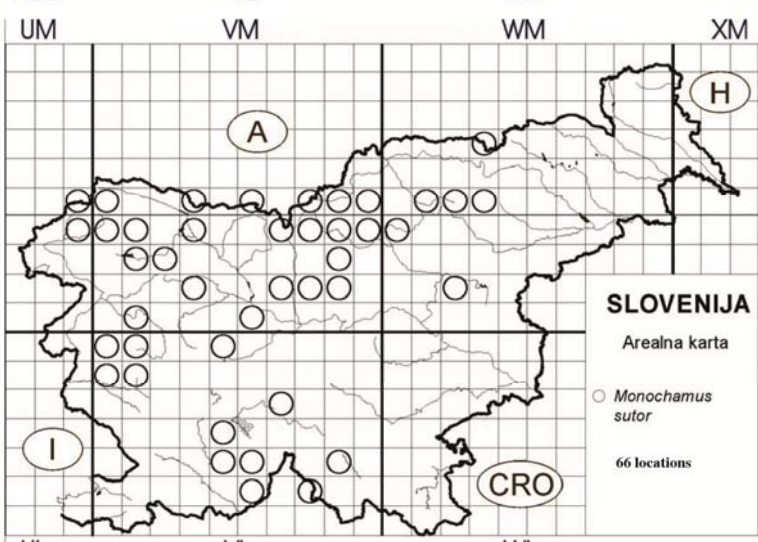 UM VM WM XM
H
A
SLOVENIJA
Arealna karta
Monochamus
sutor
I
66 locations
CRO